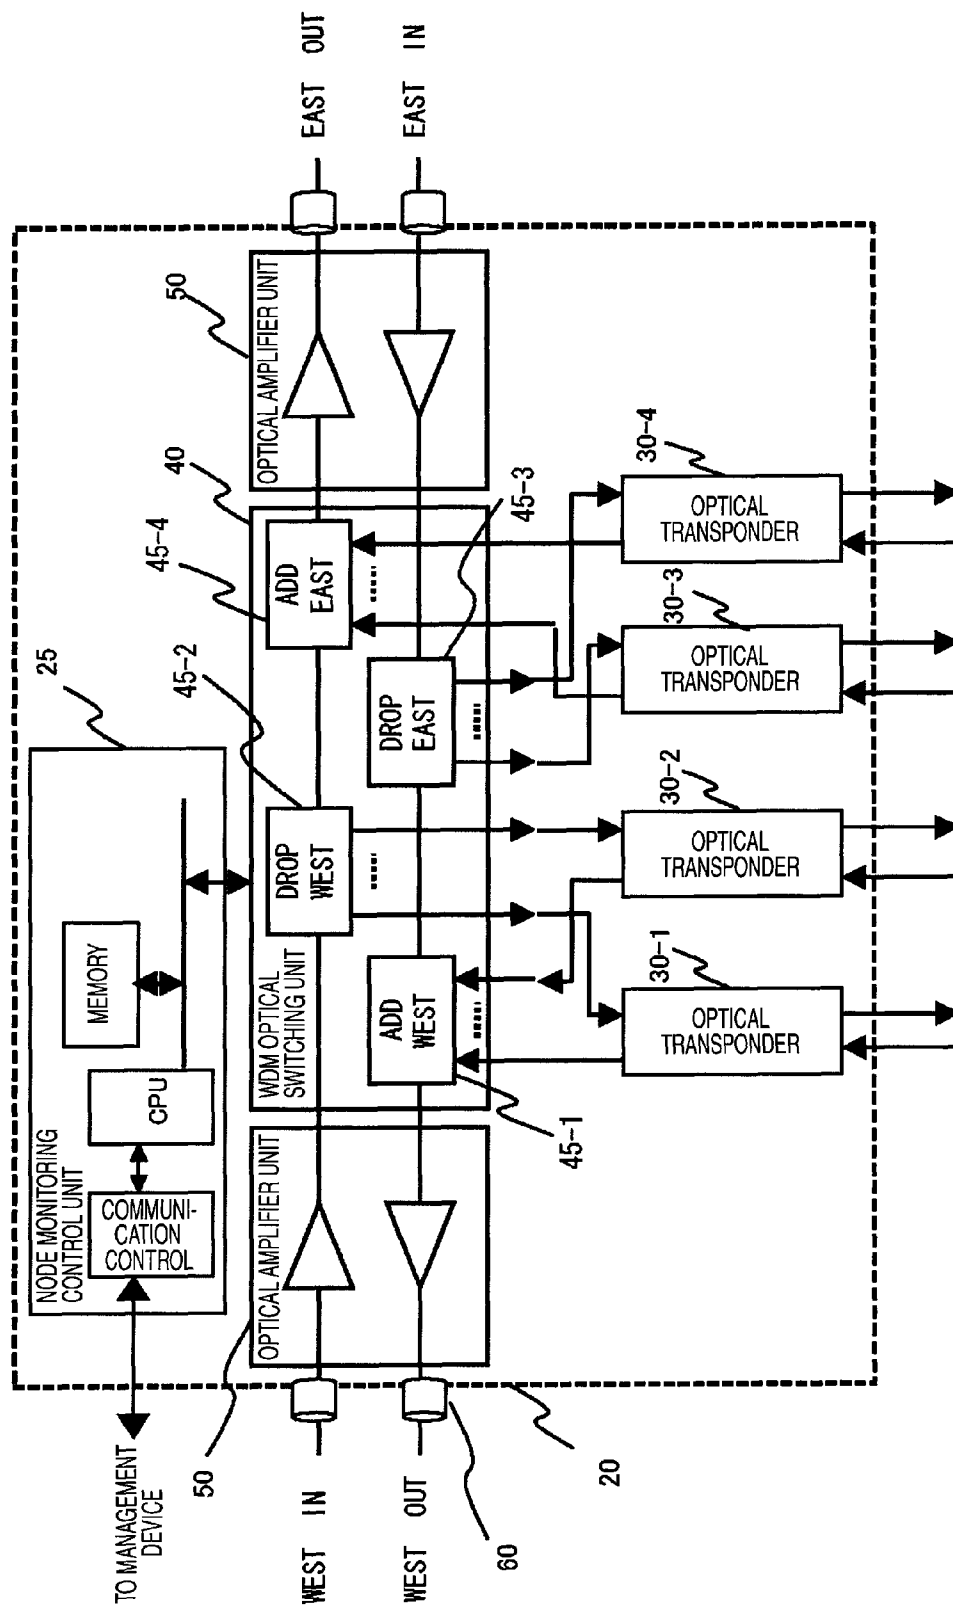 TO MANAGEMENT
DEVICE
NODE MONITORING
CONTROL UNIT
25
COMMUNI-
CATION
CONTROL
CPU
MEMORY
50
OPTICAL AMPLIFIER UNIT
WEST IN
WEST OUT
60
20
WDM OPTICAL
SWITCHING UNIT
40
DROP
WEST
45-2
ADD
EAST
45-4
ADD
WEST
45-1
DROP
EAST
45-3
50
OPTICAL AMPLIFIER UNIT
EAST OUT
EAST IN
OPTICAL
TRANSPONDER
30-1
OPTICAL
TRANSPONDER
30-2
OPTICAL
TRANSPONDER
30-3
OPTICAL
TRANSPONDER
30-4